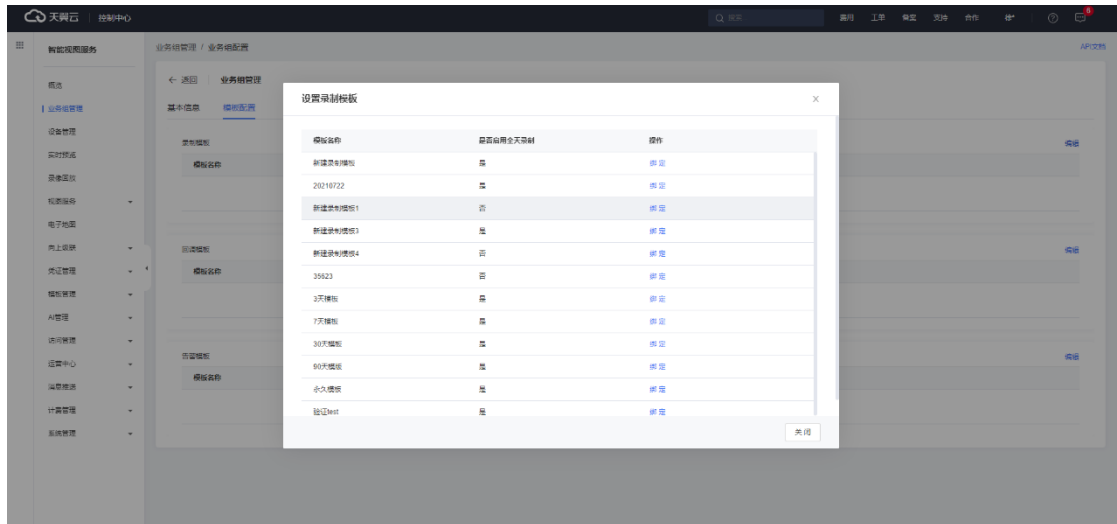 天翼云 控制中心
搜索
费用 工单 备案 支持 合作
6
智能视图服务
业务组管理 / 业务组配置
API文档
概览
业务组管理
设备管理
实时预览
录像回放
视图服务
电子地图
向上级联
凭证管理
模板管理
AI管理
访问管理
运营中心
消息推送
计费管理
系统管理
← 返回 业务组管理
基本信息 模板配置
录制模板 编辑
模板名称
回调模板 编辑
模板名称
告警模板 编辑
模板名称
设置录制模板
模板名称 是否启用全天录制 操作
新建录制模板 是 绑定
20210722 是 绑定
新建录制模板1 否 绑定
新建录制模板3 是 绑定
新建录制模板4 否 绑定
35623 否 绑定
3天模板 是 绑定
7天模板 是 绑定
30天模板 是 绑定
90天模板 是 绑定
永久模板 是 绑定
验证test 是 绑定
关闭